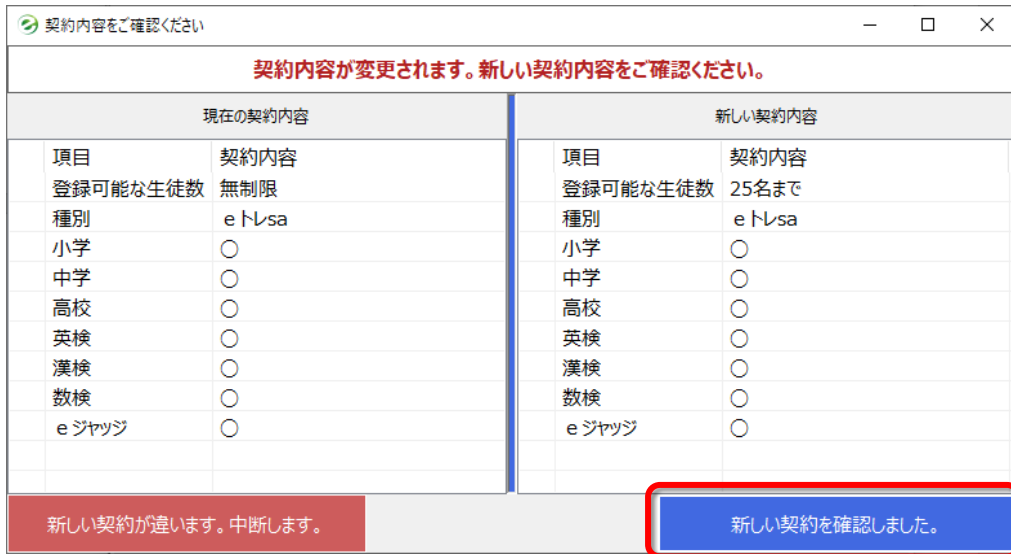 契約内容をご確認ください
契約内容が変更されます。新しい契約内容をご確認ください。
現在の契約内容
項目 契約内容
登録可能な生徒数 無制限
種別 eトレsa
小学 〇
中学 〇
高校 〇
英検 〇
漢検 〇
数検 〇
eジャッジ 〇
新しい契約内容
項目 契約内容
登録可能な生徒数 25名まで
種別 eトレsa
小学 〇
中学 〇
高校 〇
英検 〇
漢検 〇
数検 〇
eジャッジ 〇
新しい契約が違います。中断します。
新しい契約を確認しました。